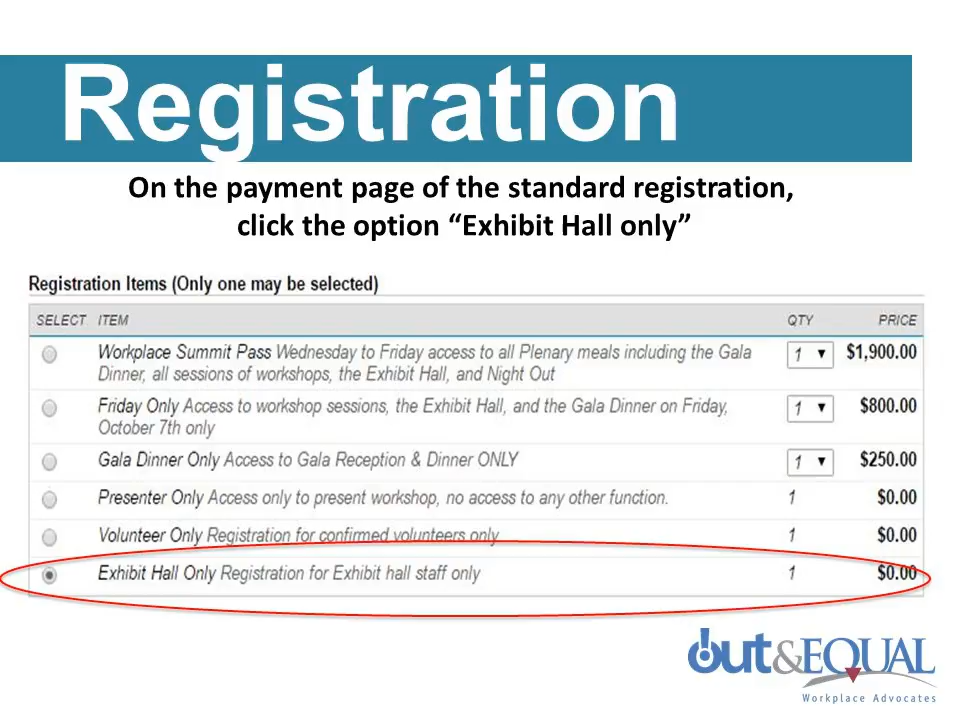 Registration
On the payment page of the standard registration,
click the option “Exhibit Hall only”
Registration Items (Only one may be selected)
SELECT ITEM QTY PRICE
Workplace Summit Pass Wednesday to Friday access to all Plenary meals including the Gala 1 ▼ $1,900.00
Dinner, all sessions of workshops, the Exhibit Hall, and Night Out
Friday Only Access to workshop sessions, the Exhibit Hall, and the Gala Dinner on Friday, 1 ▼ $800.00
October 7th only
Gala Dinner Only Access to Gala Reception & Dinner ONLY 1 ▼ $250.00
Presenter Only Access only to present workshop, no access to any other function. 1 $0.00
Volunteer Only Registration for confirmed volunteers only 1 $0.00
Exhibit Hall Only Registration for Exhibit hall staff only 1 $0.00
Out&EQUAL
Workplace Advocates